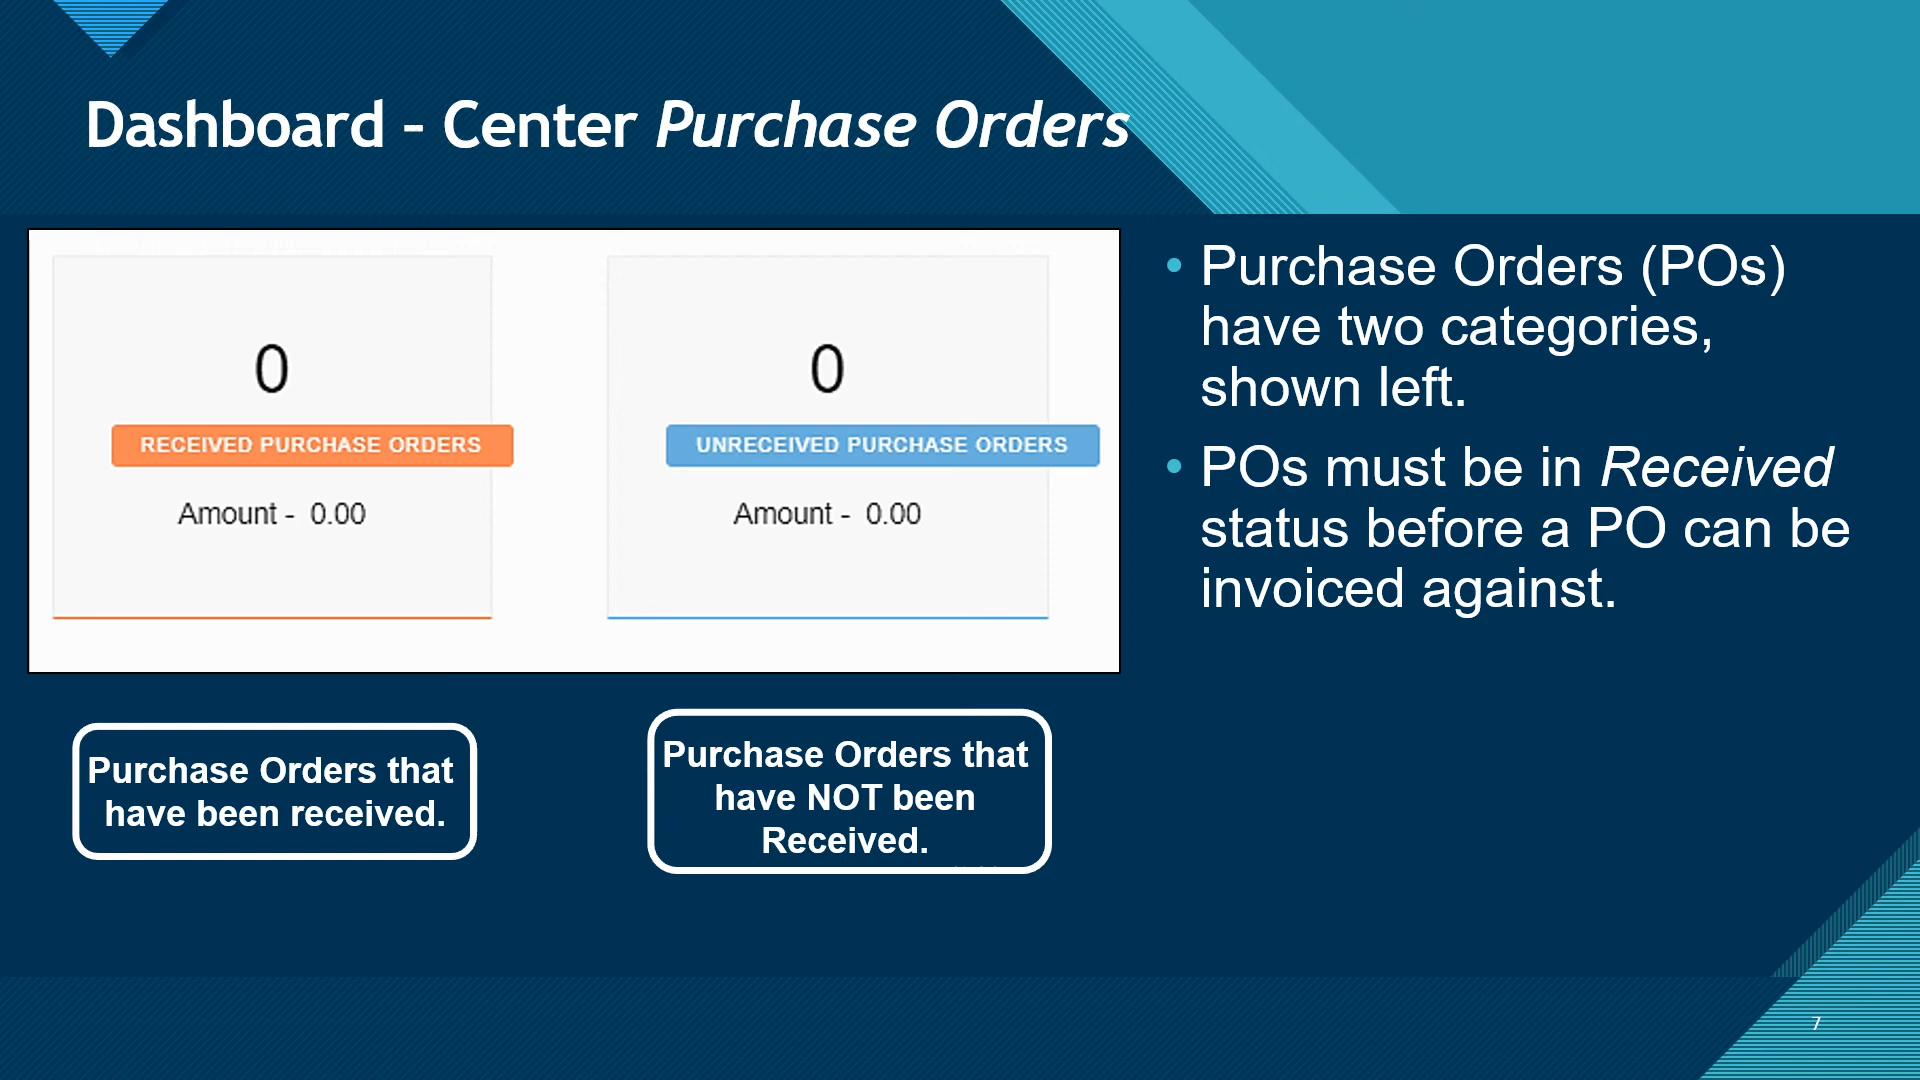 Dashboard – Center Purchase Orders
0
RECEIVED PURCHASE ORDERS
Amount - 0.00
0
UNRECEIVED PURCHASE ORDERS
Amount - 0.00
Purchase Orders that
have been received.
Purchase Orders that
have NOT been
Received.
• Purchase Orders (POs)
have two categories,
shown left.
• POs must be in Received
status before a PO can be
invoiced against.
7